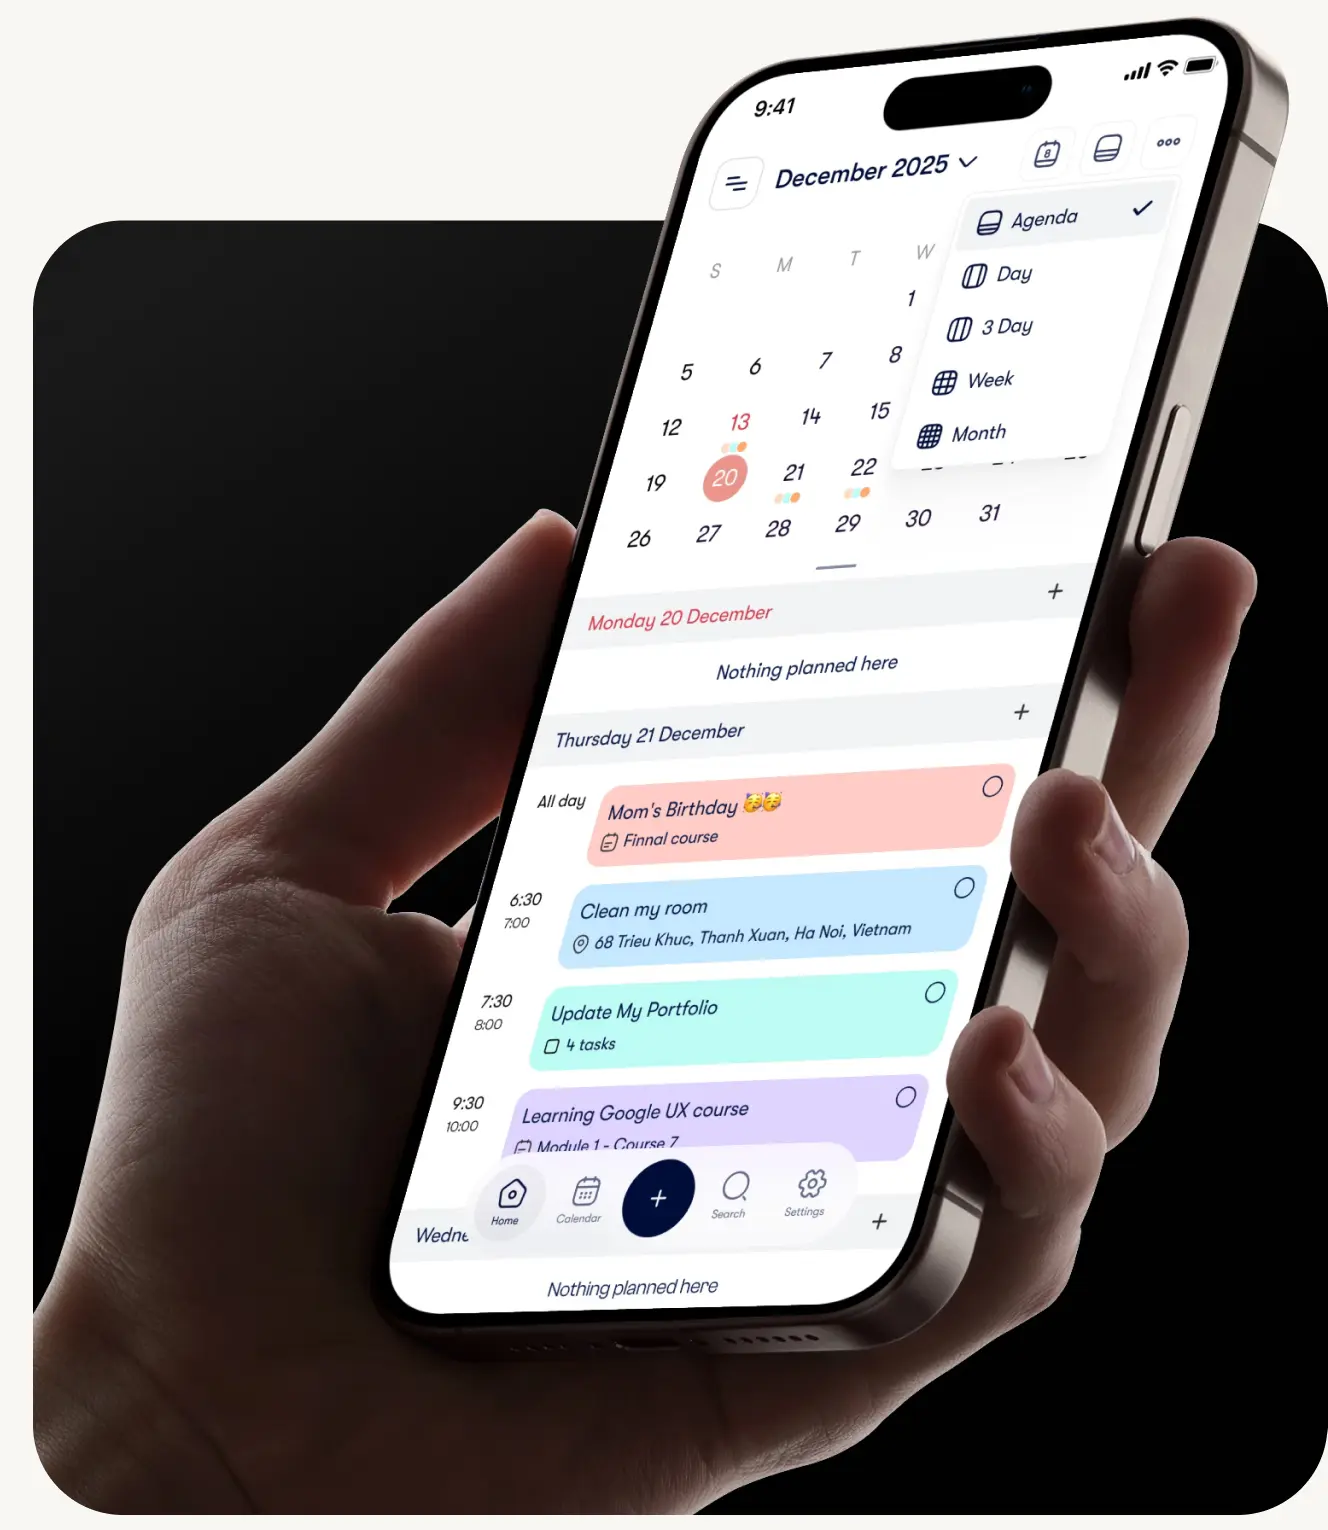 9:41
December 2025
8
Agenda
Day
3 Day
Week
Month
S M T W
1
5 6 7 8
12 13 14 15
19 20 21 22
26 27 28 29 30 31
Monday 20 December
Nothing planned here
Thursday 21 December
All day
Mom's Birthday 🥳🥳
Finnal course
6:30
7:00
Clean my room
68 Trieu Khuc, Thanh Xuan, Ha Noi, Vietnam
7:30
8:00
Update My Portfolio
4 tasks
9:30
10:00
Learning Google UX course
Module 1 - Course 7
Home
Calendar
Search
Settings
Nothing planned here